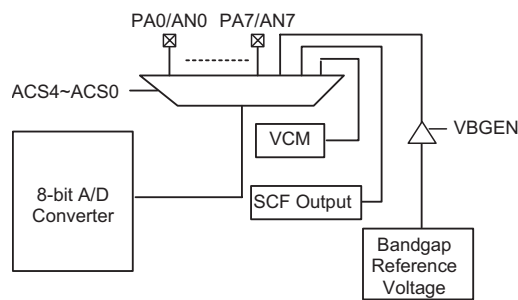 PA0/AN0 PA7/AN7
ACS4~ACS0
VCM
VBGEN
8-bit A/D
Converter
SCF Output
Bandgap
Reference
Voltage